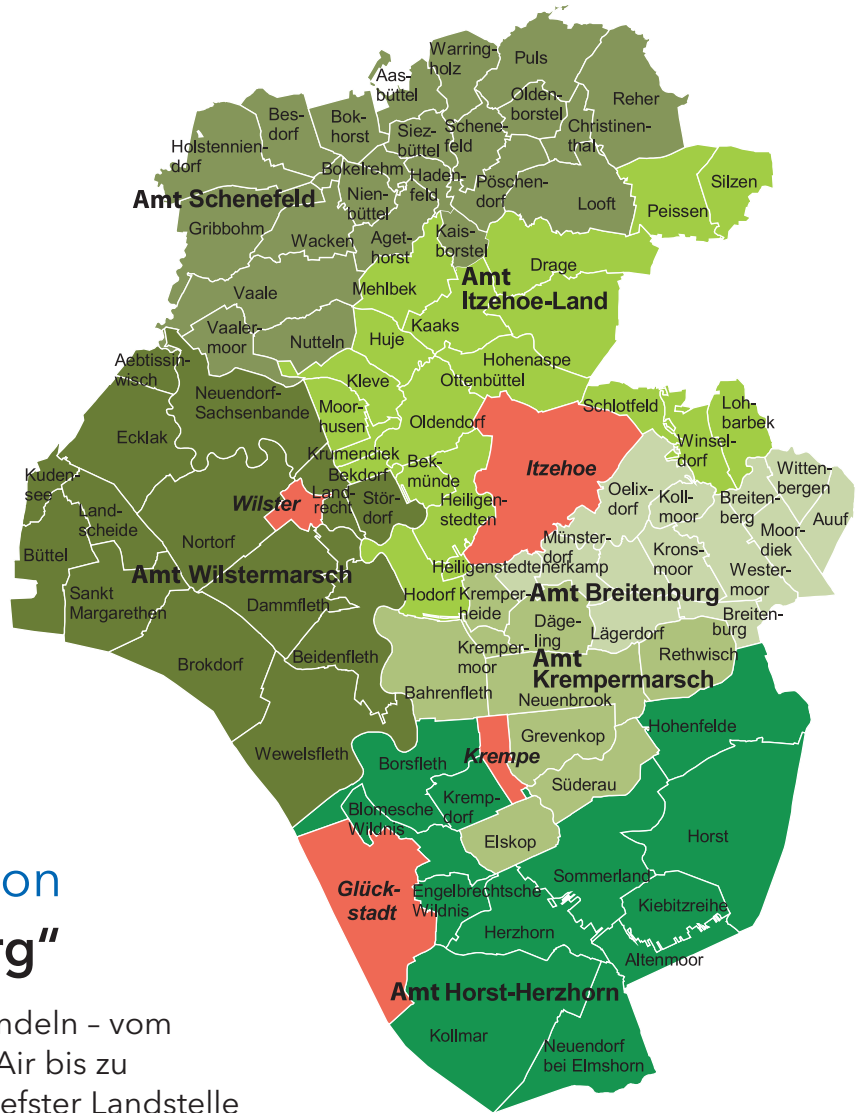 Warring-
holz
Puls
Aas-
büttel
Reher
Olden-
borstel
Bes-
dorf
Bok-
horst
Siez-
büttel
Schene-
feld
Christinen-
thal
Holstennien-
dorf
Bokelrehm
Haden-
feld
Pöschen-
dorf
Silzen
Amt Schenefeld
Nien-
büttel
Looft
Peissen
Gribbohm
Wacken
Aget-
horst
Kais-
borstel
Drage
Amt
Itzehoe-Land
Mehlbek
Vaale
Kaaks
Vaaler-
moor
Nutteln
Huje
Aebtissin-
wisch
Hohenaspe
Kleve
Ottenbüttel
Neuendorf-
Sachsenbande
Moor-
husen
Schlotfeld
Loh-
barbek
Oldendorf
Ecklak
Winsel-
dorf
Krumendiek
Bekdorf
Bek-
münde
Itzehoe
Witten-
bergen
Kuden-
see
Wilster
Land-
recht
Stör-
dorf
Heiligen-
stedten
Oelix-
dorf
Koll-
moor
Breiten-
berg
Auf­uf
Land-
scheide
Moor-
diek
Nortorf
Münster-
dorf
Krons-
moor
Büttel
Amt Wilstermarsch
Heiligenstedtenerkamp
Wester-
moor
Sankt
Margarethen
Dammfleth
Hodorf
Kremper-
heide
Amt Breitenburg
Däge-
ling
Lägerdorf
Breiten-
burg
Brokdorf
Beidenfleth
Kremper-
moor
Amt
Krempermarsch
Rethwisch
Bahrenfleth
Neuenbrook
Hohenfelde
Wewelsfleth
Borsfleth
Krempe
Grevenkop
Süderau
Blomesche
Wildnis
Kremp-
dorf
Elskop
Horst
on
Glück-
stadt
Engelbrechtsche
Wildnis
Sommerland
Kiebitzreihe
rg“
Herzhorn
Altenmoor
Amt Horst-Herzhorn
ndeln – vom
Kollmar
Neuendorf
bei Elmshorn
Air bis zu
efster Landstelle